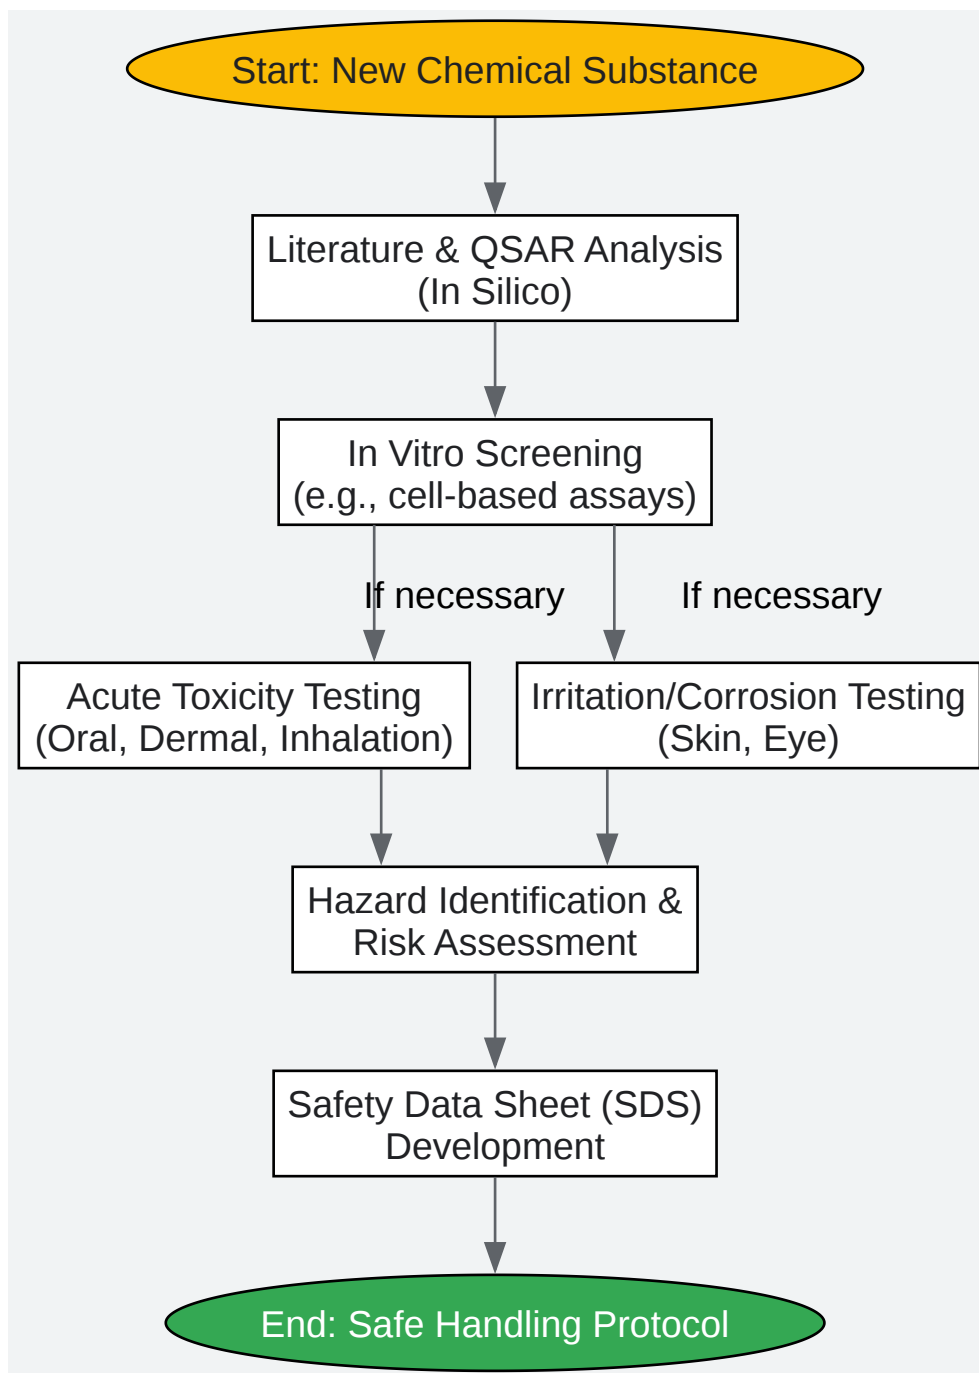 Start: New Chemical Substance
Literature & QSAR Analysis
(In Silico)
In Vitro Screening
(e.g., cell-based assays)
If necessary
If necessary
Acute Toxicity Testing
(Oral, Dermal, Inhalation)
Irritation/Corrosion Testing
(Skin, Eye)
Hazard Identification &
Risk Assessment
Safety Data Sheet (SDS)
Development
End: Safe Handling Protocol